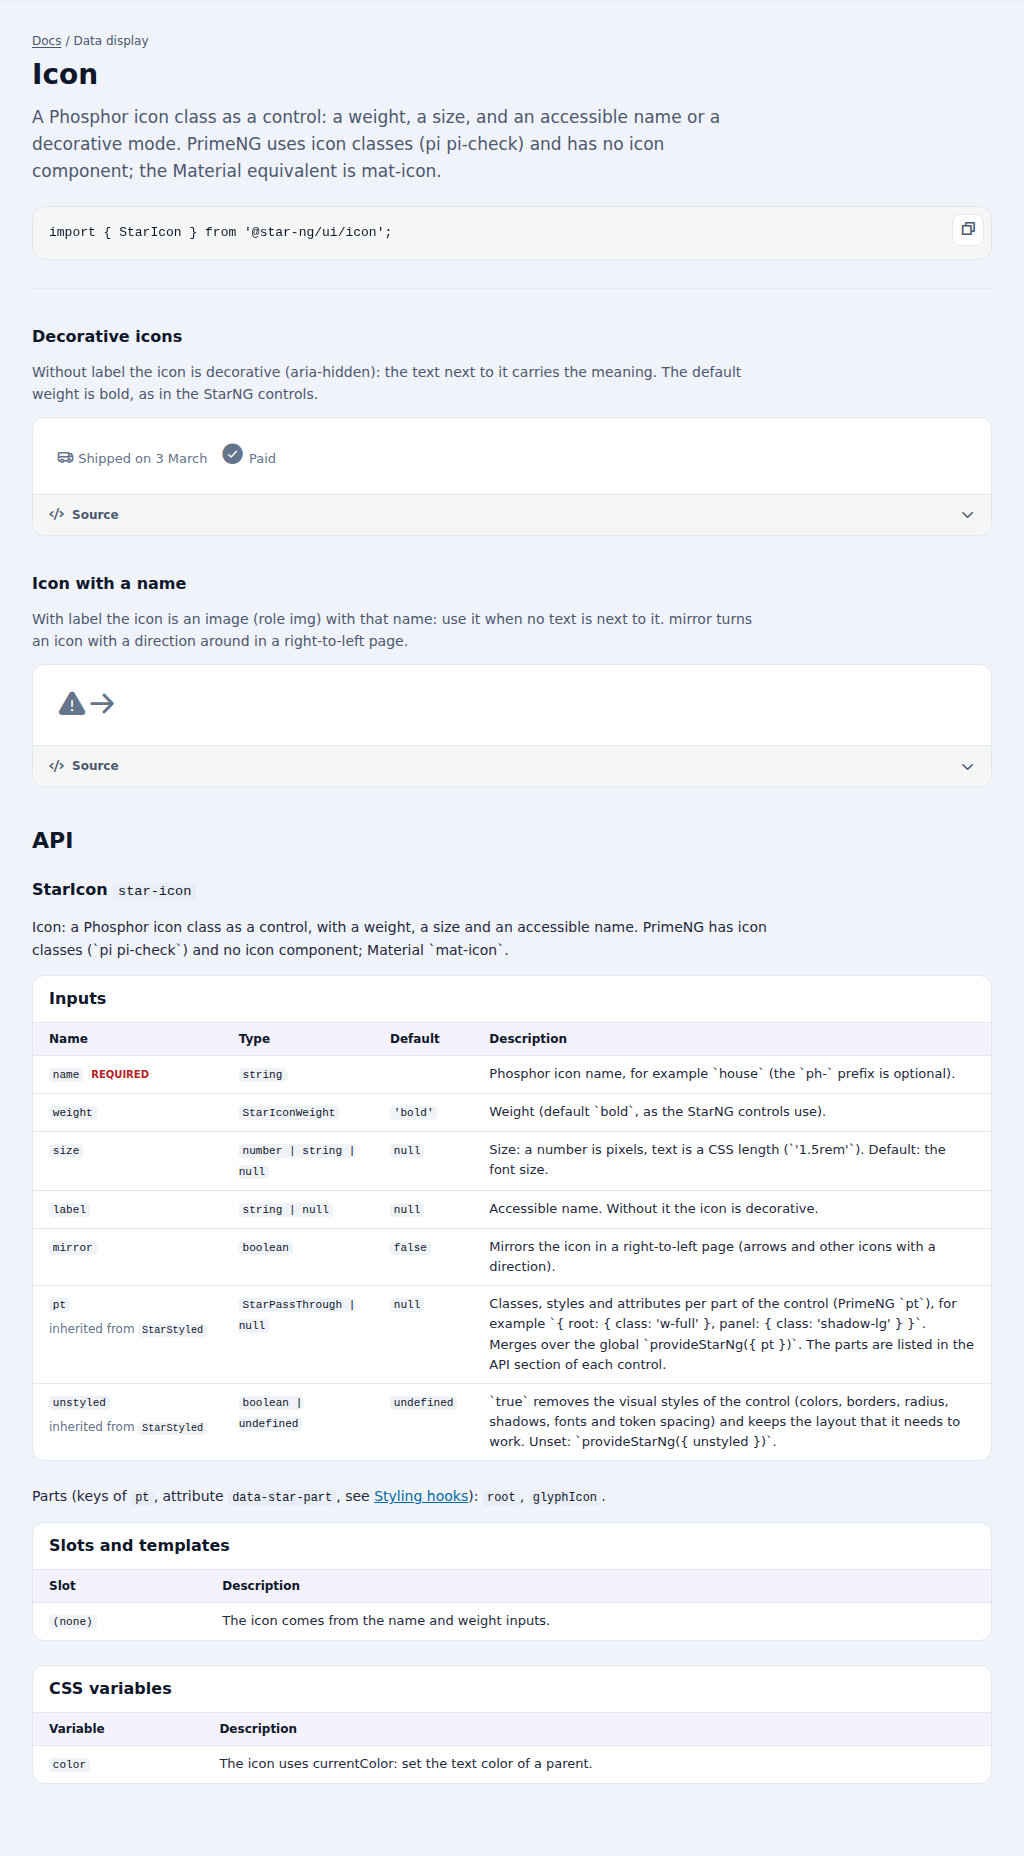 Docs / Data display
Icon
A Phosphor icon class as a control: a weight, a size, and an accessible name or a
decorative mode. PrimeNG uses icon classes (pi pi-check) and has no icon
component; the Material equivalent is mat-icon.
import { StarIcon } from '@star-ng/ui/icon';
Decorative icons
Without label the icon is decorative (aria-hidden): the text next to it carries the meaning. The default
weight is bold, as in the StarNG controls.
Shipped on 3 March Paid
Source
Icon with a name
With label the icon is an image (role img) with that name: use it when no text is next to it. mirror turns
an icon with a direction around in a right-to-left page.
Source
API
StarIcon star-icon
Icon: a Phosphor icon class as a control, with a weight, a size and an accessible name. PrimeNG has icon
classes (`pi pi-check`) and no icon component; Material `mat-icon`.
Inputs
Name Type Default Description
name REQUIRED string Phosphor icon name, for example `house` (the `ph-` prefix is optional).
weight StarIconWeight 'bold' Weight (default `bold`, as the StarNG controls use).
size number | string | null Size: a number is pixels, text is a CSS length (`'1.5rem'`). Default: the
null font size.
label string | null null Accessible name. Without it the icon is decorative.
mirror boolean false Mirrors the icon in a right-to-left page (arrows and other icons with a
direction).
pt StarPassThrough | null Classes, styles and attributes per part of the control (PrimeNG `pt`), for
inherited from StarStyled null example `{ root: { class: 'w-full' }, panel: { class: 'shadow-lg' } }`.
Merges over the global `provideStarNg({ pt })`. The parts are listed in the
API section of each control.
unstyled boolean | undefined `true` removes the visual styles of the control (colors, borders, radius,
inherited from StarStyled undefined shadows, fonts and token spacing) and keeps the layout that it needs to
work. Unset: `provideStarNg({ unstyled })`.
Parts (keys of pt, attribute data-star-part, see Styling hooks): root, glyphIcon.
Slots and templates
Slot Description
(none) The icon comes from the name and weight inputs.
CSS variables
Variable Description
color The icon uses currentColor: set the text color of a parent.